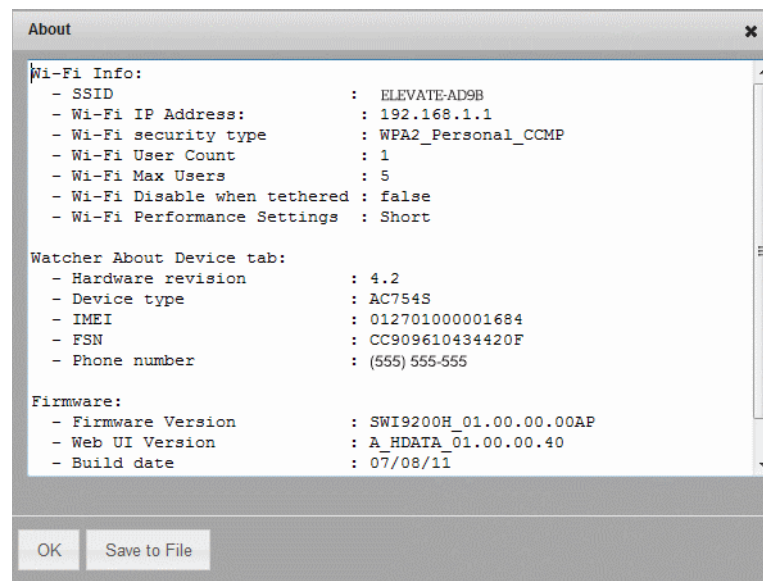 About
Wi-Fi Info:
- SSID : ELEVATE-AD9B
- Wi-Fi IP Address: : 192.168.1.1
- Wi-Fi security type : WPA2_Personal_CCMP
- Wi-Fi User Count : 1
- Wi-Fi Max Users : 5
- Wi-Fi Disable when tethered : false
- Wi-Fi Performance Settings : Short
Watcher About Device tab:
- Hardware revision : 4.2
- Device type : AC754S
- IMEI : 012701000001684
- FSN : CC909610434420F
- Phone number : (555) 555-555
Firmware:
- Firmware Version : SWI9200H_01.00.00.00AP
- Web UI Version : A_HDATA_01.00.00.40
- Build date : 07/08/11
OK
Save to File